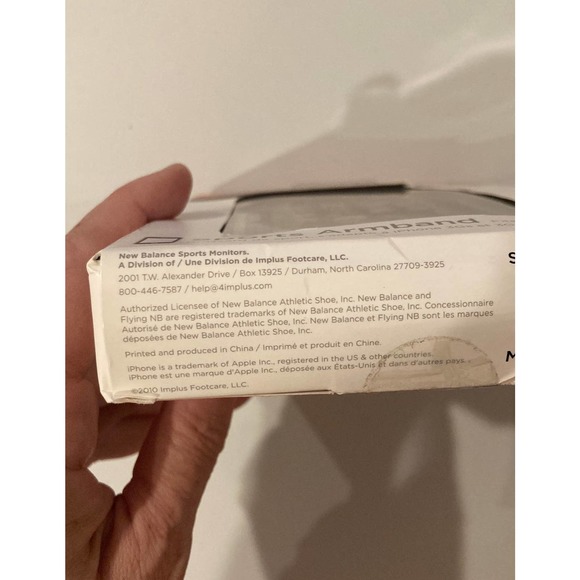 Sports Armband
New Balance Sports Monitors.
A Division of / Une Division de Implus Footcare, LLC.
2001 T.W. Alexander Drive / Box 13925 / Durham, North Carolina 27709-3925
800-446-7587 / help@4implus.com
Authorized Licensee of New Balance Athletic Shoe, Inc. New Balance and
Flying NB are registered trademarks of New Balance Athletic Shoe, Inc. Concessionnaire
Autorisé de New Balance Athletic Shoe, Inc. New Balance et Flying NB sont les marques
déposées de New Balance Athletic Shoe, Inc.
Printed and produced in China / Imprimé et produit en Chine.
iPhone is a trademark of Apple Inc., registered in the US & other countries.
iPhone est une marque d'Apple Inc., déposée aux États-Unis et dans d'autres pays.
©2010 Implus Footcare, LLC.